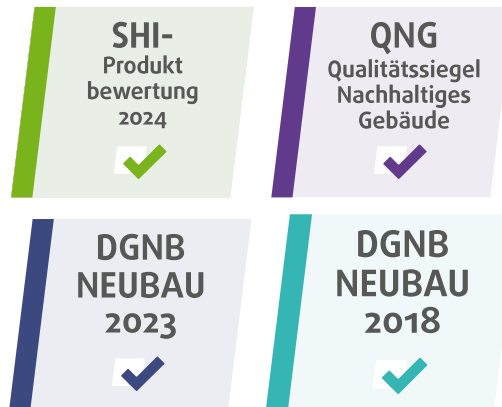 SHI-
Produkt
bewertung
2024
QNG
Qualitätssiegel
Nachhaltiges
Gebäude
DGNB
NEUBAU
2023
DGNB
NEUBAU
2018